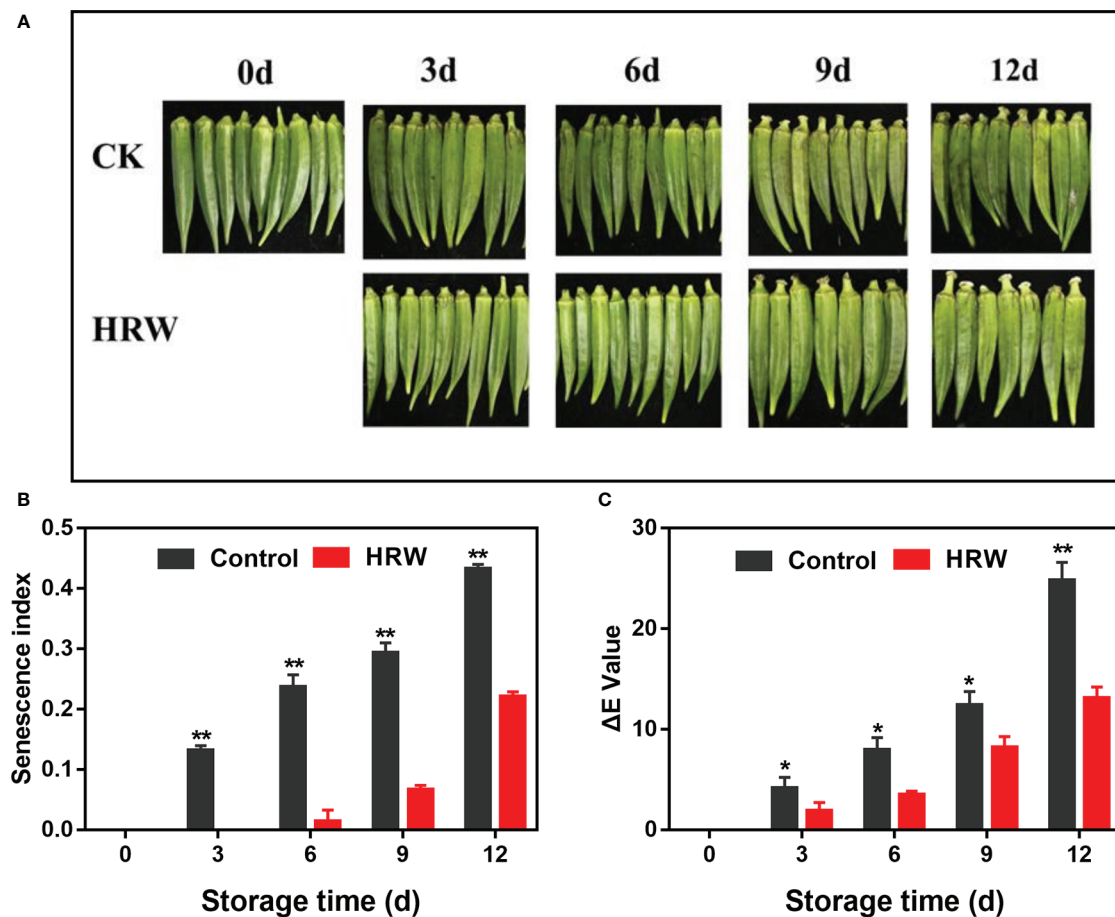 A
0d 3d 6d 9d 12d
CK
HRW
B
Senescence index
0.5
0.4
0.3
0.2
0.1
0.0
Control HRW
** ** ** **
0 3 6 9 12
Storage time (d)
C
ΔE Value
30
20
10
0
Control HRW
* * * **
0 3 6 9 12
Storage time (d)